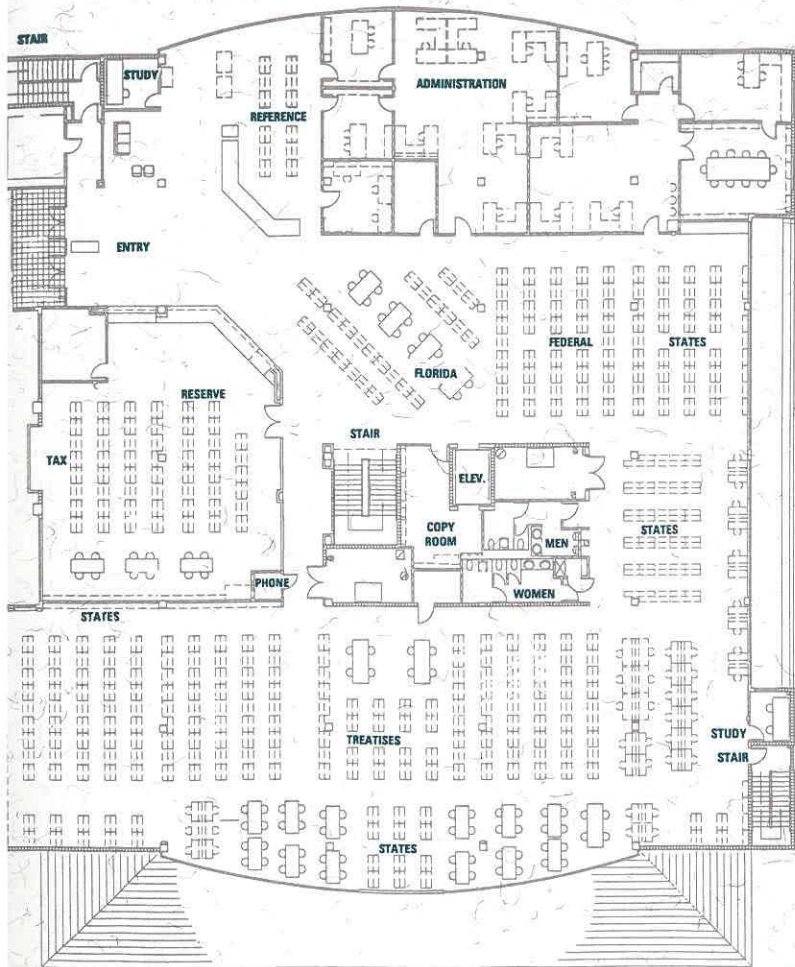 STAIR
STUDY
ADMINISTRATION
REFERENCE
ENTRY
FEDERAL
STATES
FLORIDA
RESERVE
STAIR
TAX
ELEV.
COPY
ROOM
STATES
MEN
PHONE
WOMEN
STATES
STUDY
TREATISES
STAIR
STATES